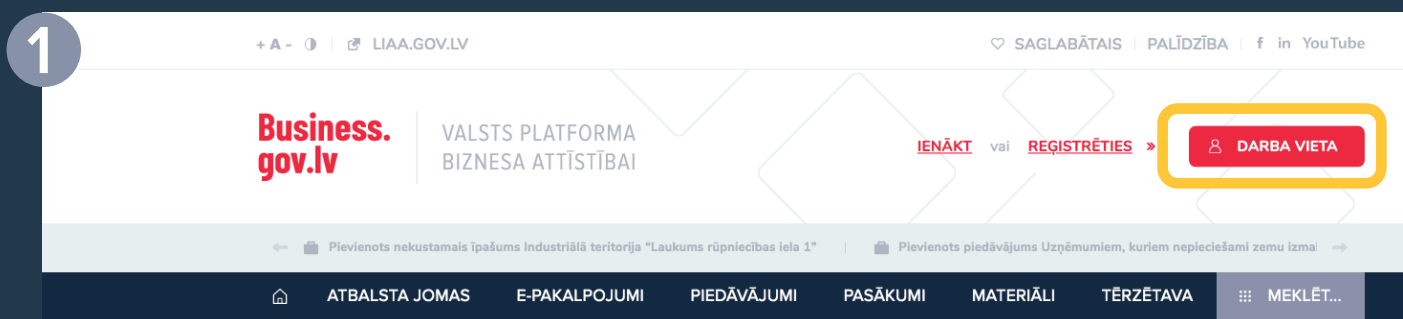 1
+ A - LIAA.GOV.LV SAGLABĀTAIS PALĪDZĪBA f in YouTube
Business.
gov.lv
VALSTS PLATFORMA
BIZNESA ATTĪSTĪBAI
IENĀKT vai REĢISTRĒTIES » DARBA VIETA
Pievienots nekustamais īpašums Industriālā teritorija "Laukums rūpniecības iela 1" | Pievienots piedāvājums Uzņēmumiem, kuriem nepieciešami zemu izma
ATBALSTA JOMAS E-PAKALPOJUMI PIEDĀVĀJUMI PASĀKUMI MATERIĀLI TĒRZĒTAVA MEKLĒT...